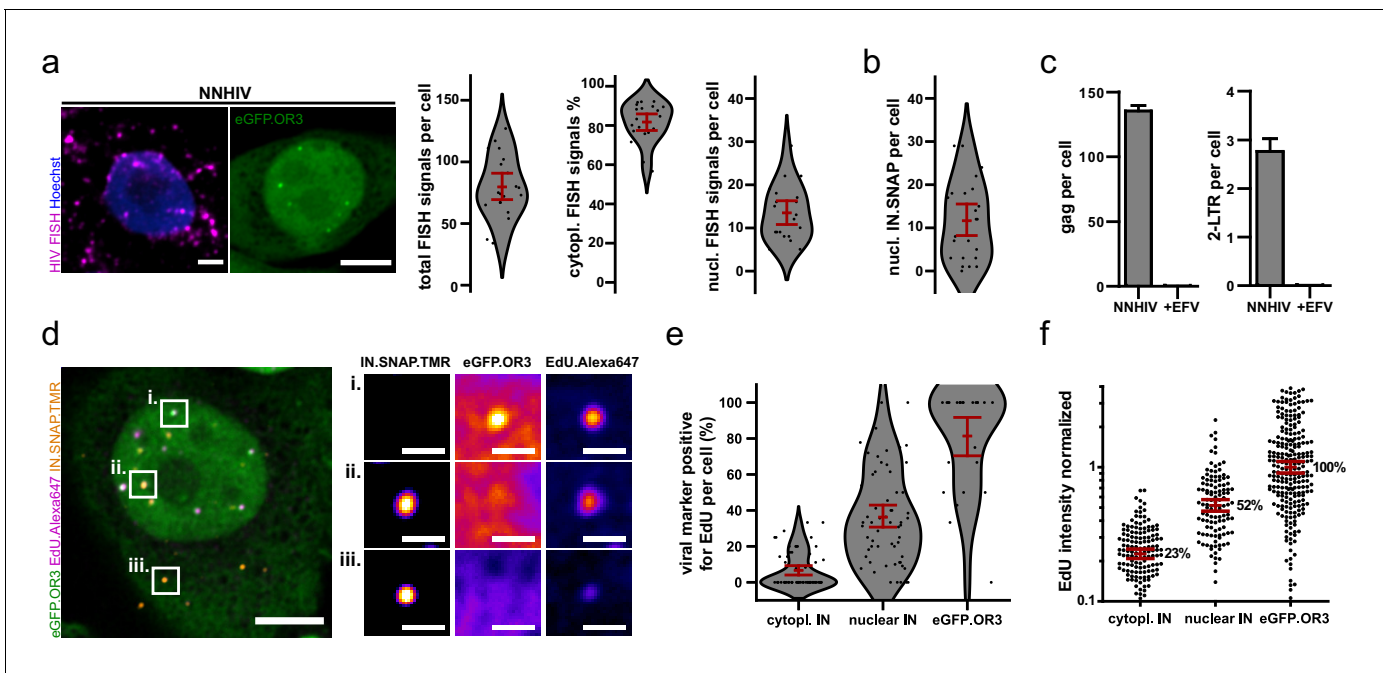 a
NNHIV
HIV FISH Hoechst
eGFP.OR3
total FISH signals per cell
150
100
50
0
cytopl. FISH signals %
100
80
60
40
20
0
nucl. FISH signals per cell
40
30
20
10
0
b
nucl. IN.SNAP per cell
40
30
20
10
0
c
gag per cell
150
100
50
0
NNHIV +EFV
2-LTR per cell
4
3
2
1
0
NNHIV +EFV
d
eGFP.OR3 EdU.Alexa647 IN.SNAP.TMR
i.
ii.
iii.
IN.SNAP.TMR eGFP.OR3 EdU.Alexa647
i.
ii.
iii.
e
viral marker positive
for EdU per cell (%)
100
80
60
40
20
0
cytopl. IN nuclear IN eGFP.OR3
f
EdU intensity normalized
1
0.1
23%
52%
100%
cytopl. IN nuclear IN eGFP.OR3